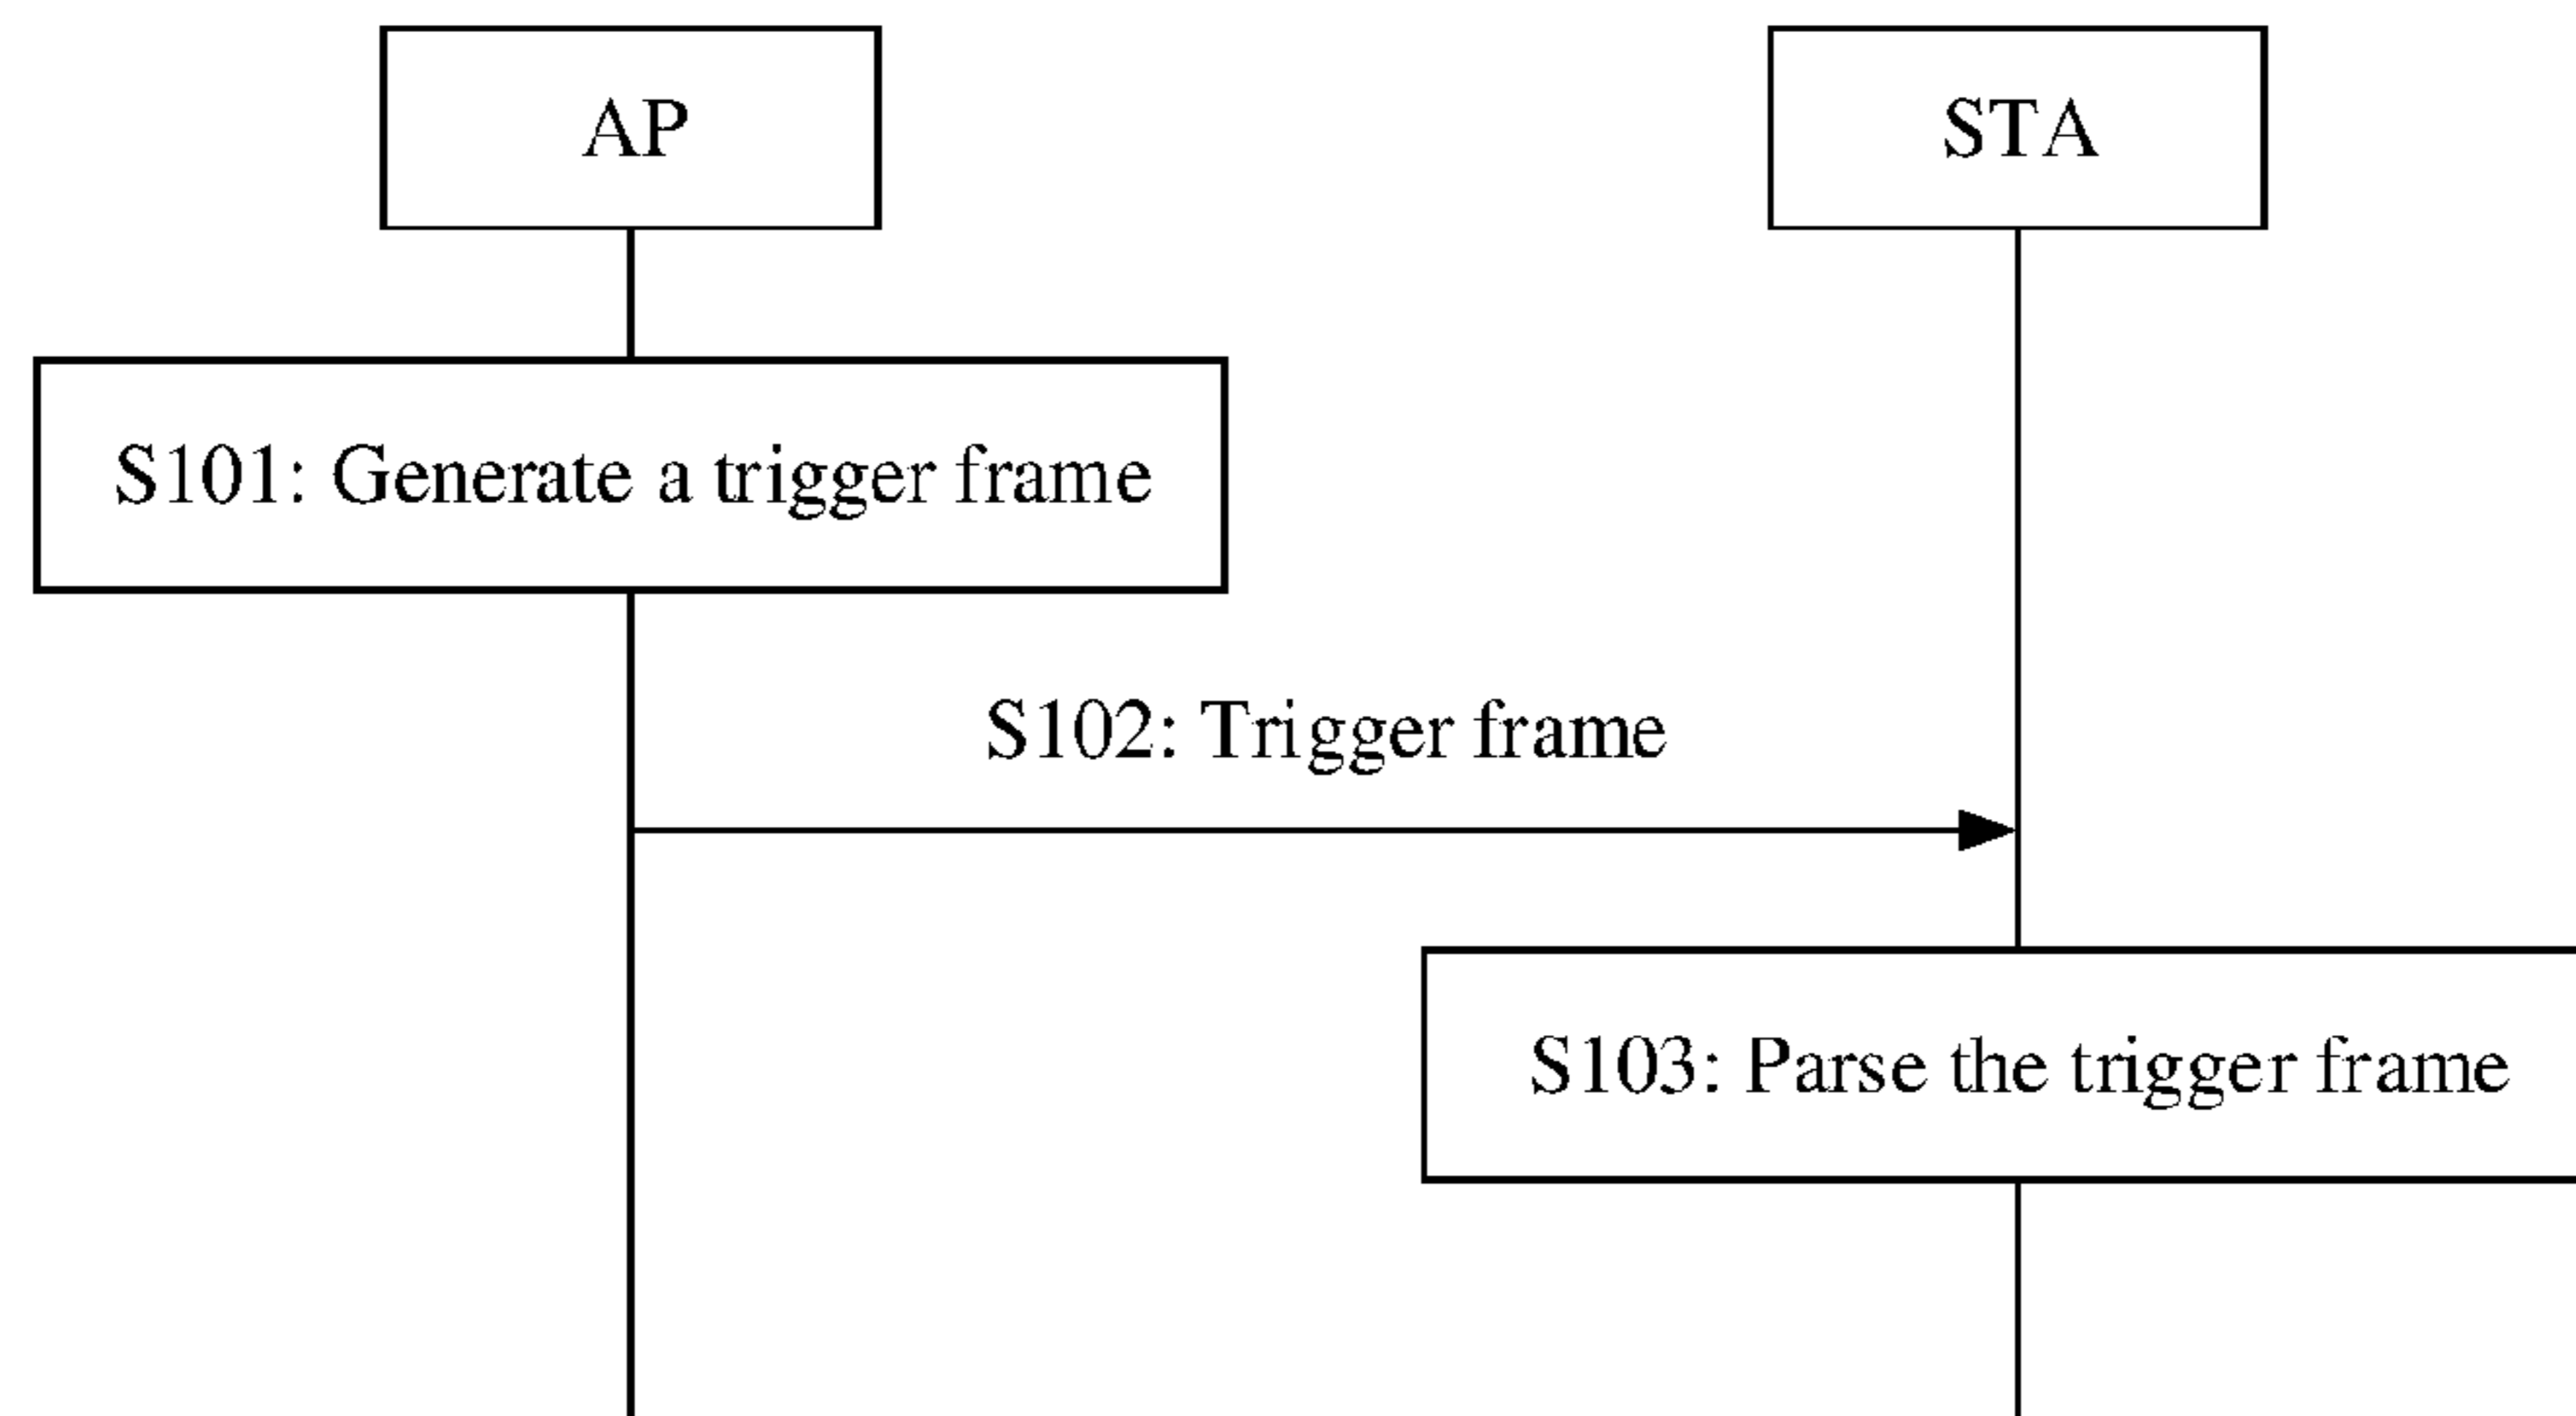 AP
STA
S101: Generate a trigger frame
S102: Trigger frame
S103: Parse the trigger frame